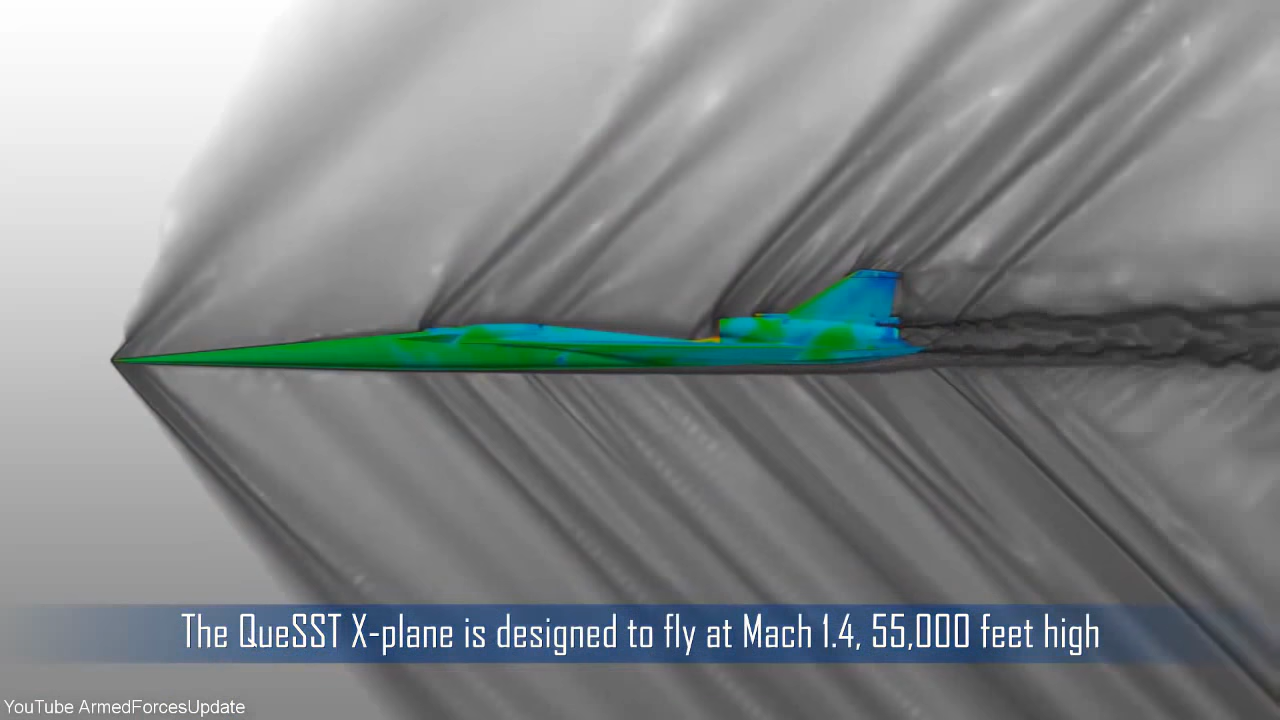 The QueSST X-plane is designed to fly at Mach 1.4, 55,000 feet high
YouTube ArmedForcesUpdate